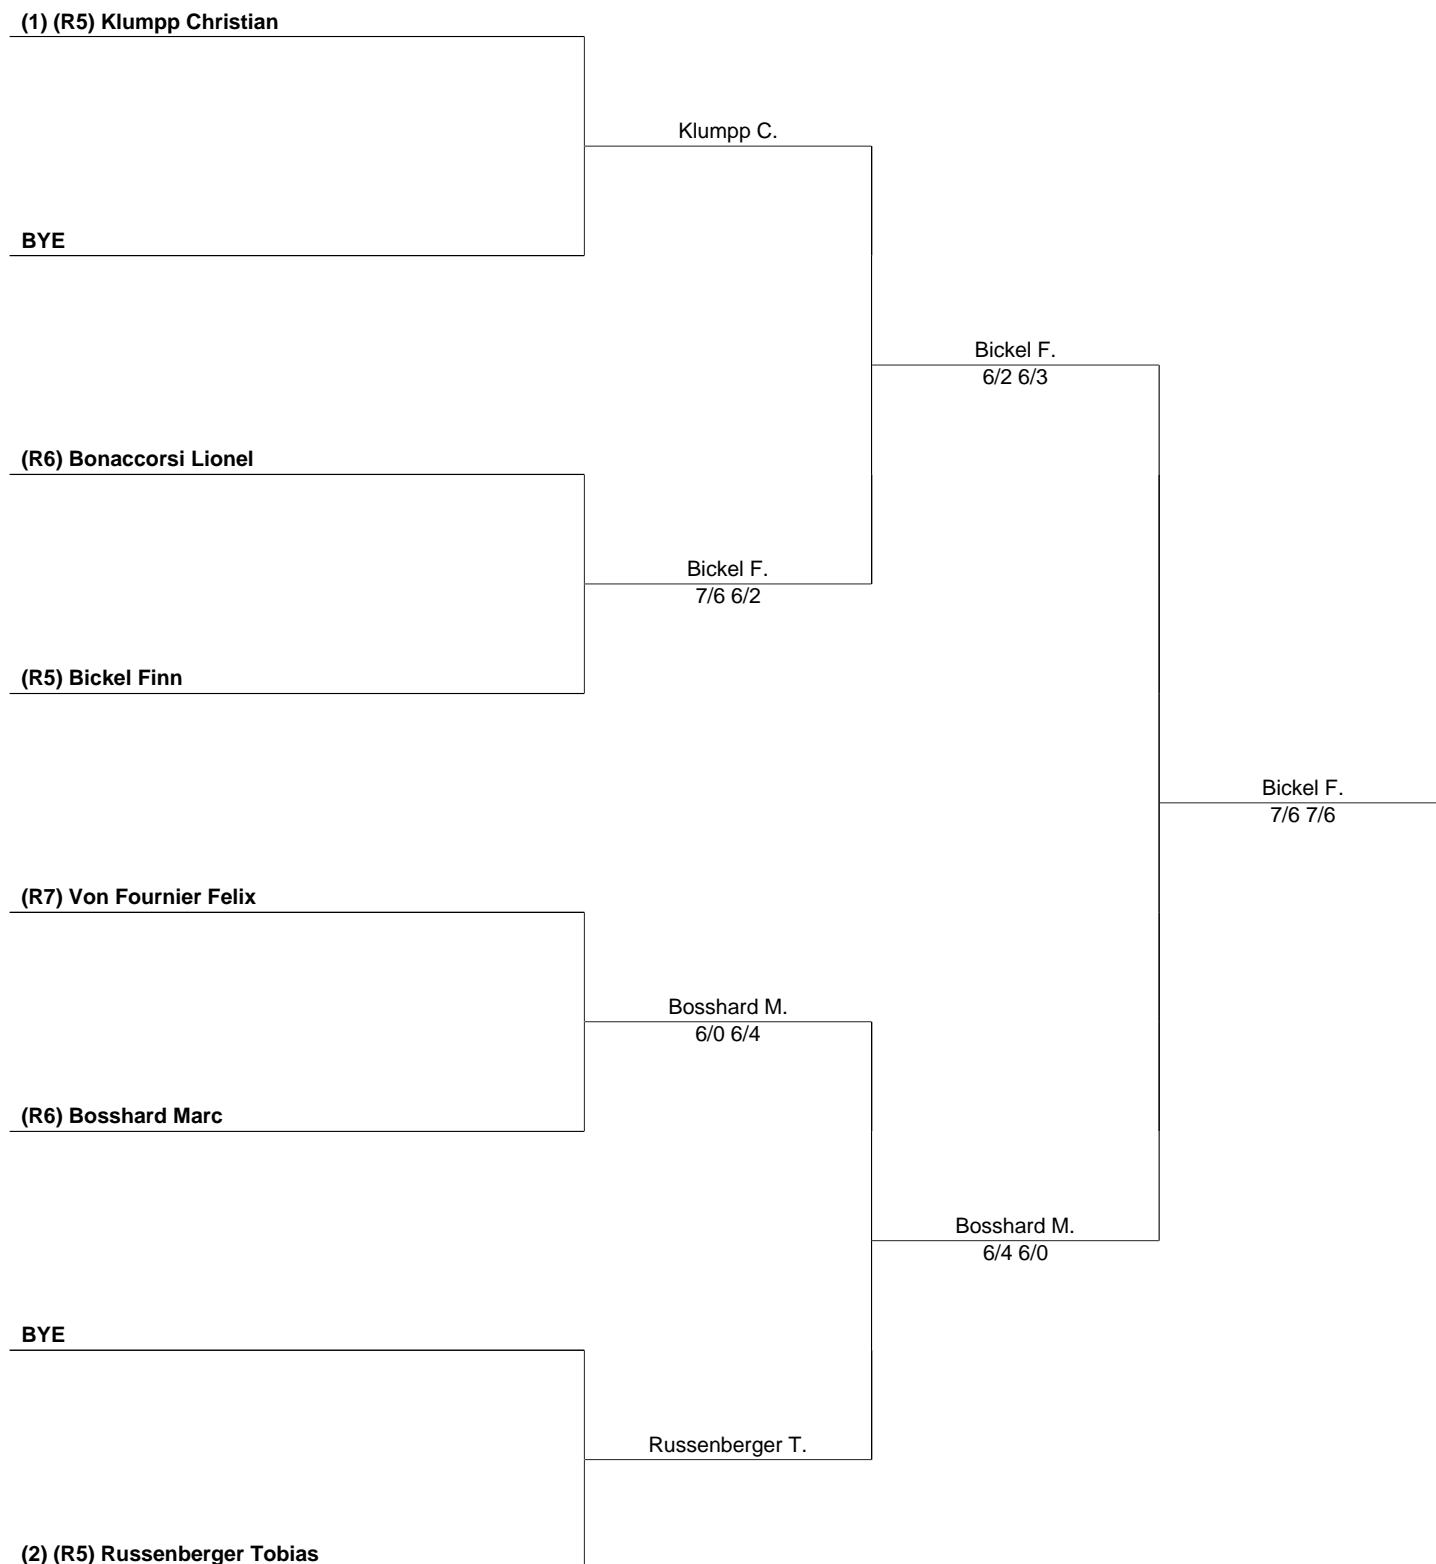 (1) (R5) Klumpp Christian
Klumpp C.
BYE
Bickel F.
6/2 6/3
(R6) Bonaccorsi Lionel
Bickel F.
7/6 6/2
(R5) Bickel Finn
Bickel F.
7/6 7/6
(R7) Von Fournier Felix
Bosshard M.
6/0 6/4
(R6) Bosshard Marc
Bosshard M.
6/4 6/0
BYE
Russenberger T.
(2) (R5) Russenberger Tobias